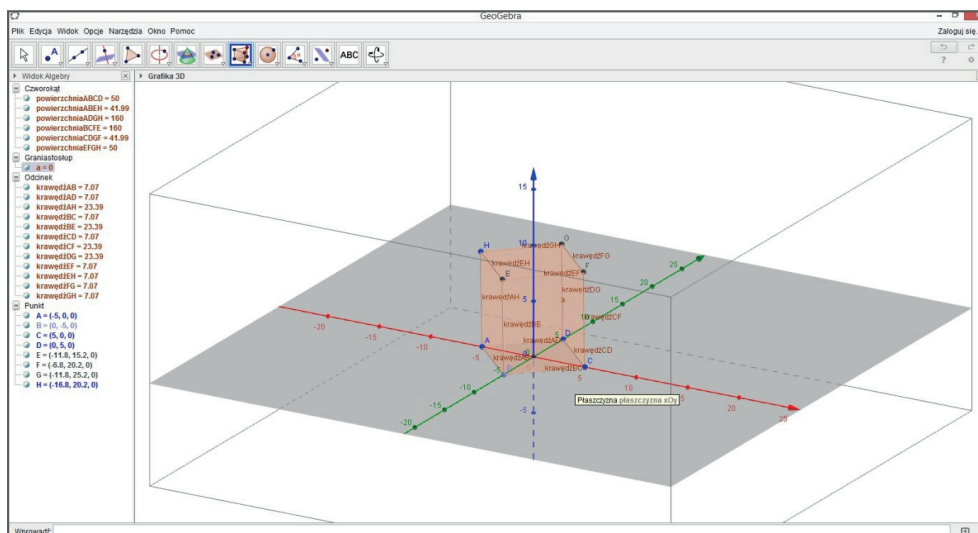 GeoGebra
Plik Edycja Widok Opcje Narzędzia Okno Pomoc
Zaloguj się...
ABC
Widok Algebry
Grafika 3D
Czworokąt
powierzchniaABCD = 50
powierzchniaABEH = 41.99
powierzchniaADGH = 160
powierzchniaBCFE = 160
powierzchniaCDGF = 41.99
powierzchniaEFGH = 50
Graniastosłup
a = 0
Odcinek
krawędźAB = 7.07
krawędźAD = 7.07
krawędźAH = 23.39
krawędźBC = 7.07
krawędźBE = 23.39
krawędźCD = 7.07
krawędźCF = 23.39
krawędźDG = 23.39
krawędźEF = 7.07
krawędźEH = 7.07
krawędźFG = 7.07
krawędźGH = 7.07
Punkt
A = (-5, 0, 0)
B = (0, -5, 0)
C = (5, 0, 0)
D = (0, 5, 0)
E = (-11.8, 15.2, 0)
F = (-6.8, 20.2, 0)
G = (-11.8, 25.2, 0)
H = (-16.8, 20.2, 0)
15
10
5
0
-5
-20
-15
-10
-5
5
10
15
20
25
-20
-15
-10
-5
5
10
15
20
25
H
G
E
F
A
D
C
krawędźGH
krawędźFG
krawędźEH
krawędźEF
krawędźAH
krawędźDG
krawędźCF
krawędźBE
krawędźAD
krawędźCD
krawędźAB
krawędźBC
Płaszczyzna płaszczyzna xOy
Wprowadź: